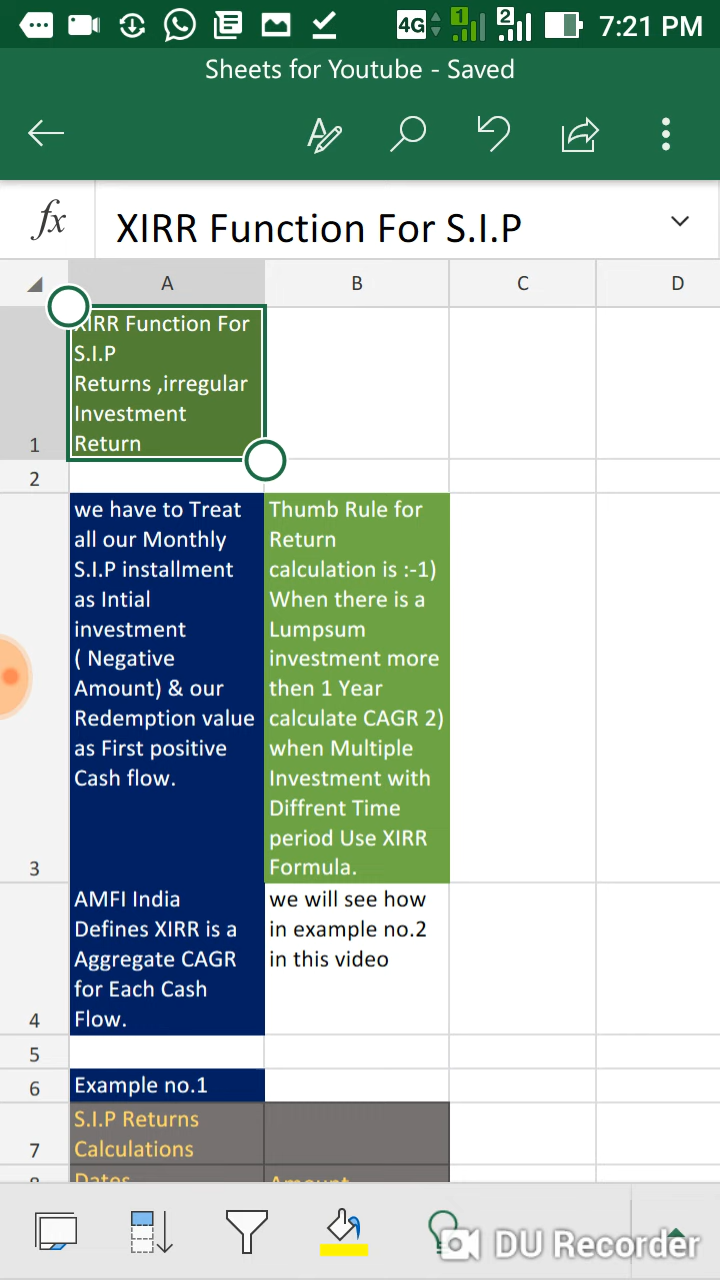 4G 1 2 7:21 PM
Sheets for Youtube - Saved
fx XIRR Function For S.I.P
A B C D
XIRR Function For
S.I.P
Returns ,irregular
Investment
Return
1
2
we have to Treat
all our Monthly
S.I.P installment
as Intial
investment
( Negative
Amount) & our
Redemption value
as First positive
Cash flow.
Thumb Rule for
Return
calculation is :-1)
When there is a
Lumpsum
investment more
then 1 Year
calculate CAGR 2)
when Multiple
Investment with
Diffrent Time
period Use XIRR
Formula.
3
AMFI India
Defines XIRR is a
Aggregate CAGR
for Each Cash
Flow.
we will see how
in example no.2
in this video
4
5
6 Example no.1
S.I.P Returns
Calculations
7
8 Dates Amount
DU Recorder